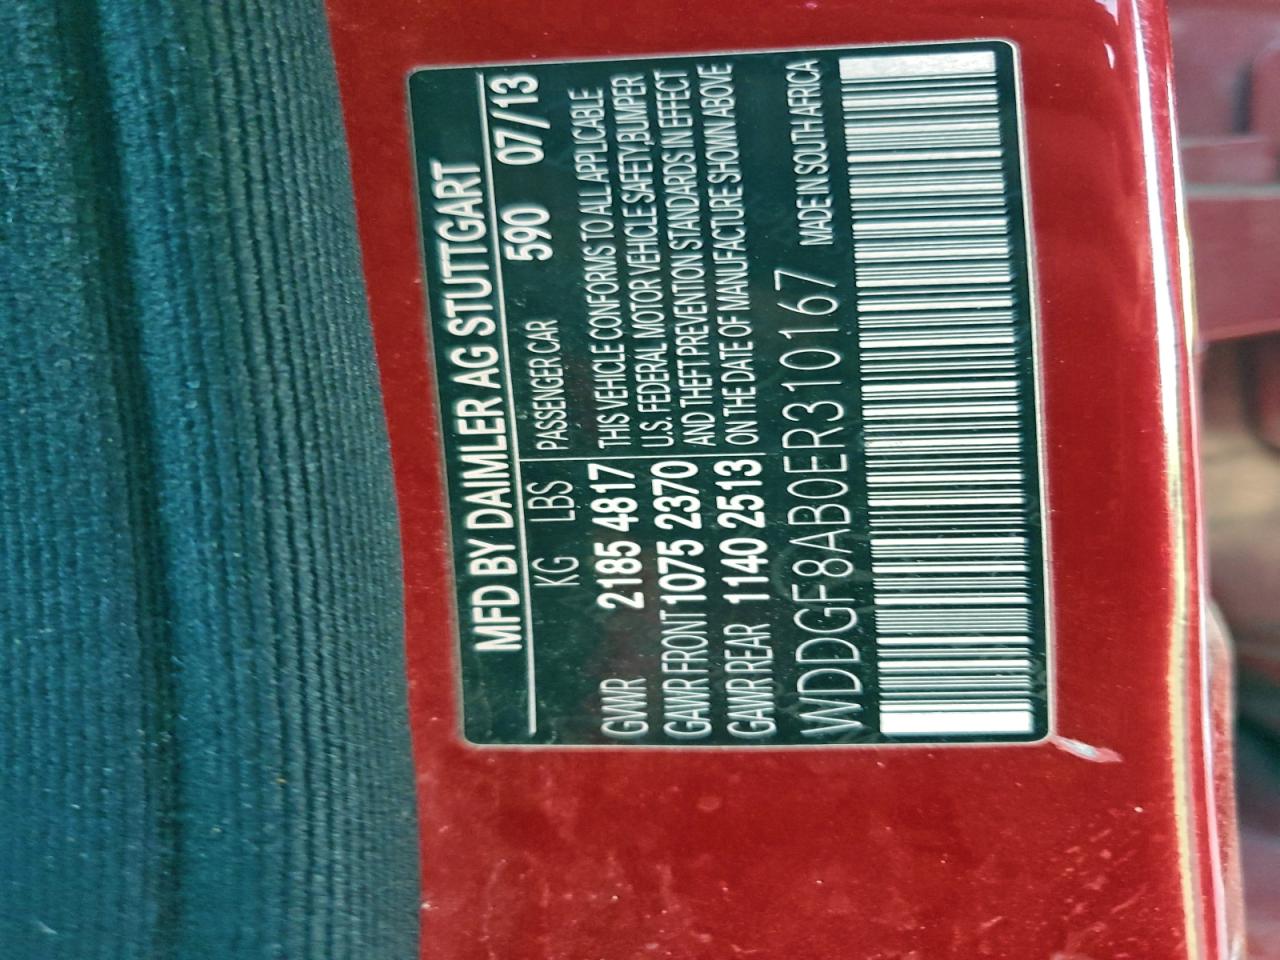 MFD BY DAIMLER AG STUTTGART
KG LBS PASSENGER CAR 590 07/13
GVWR 2185 4817
GAWR FRONT 1075 2370
GAWR REAR 1140 2513
THIS VEHICLE CONFORMS TO ALL APPLICABLE
U.S. FEDERAL MOTOR VEHICLE SAFETY, BUMPER
AND THEFT PREVENTION STANDARDS IN EFFECT
ON THE DATE OF MANUFACTURE SHOWN ABOVE
WDDGF8AB0ER310167 MADE IN SOUTH AFRICA